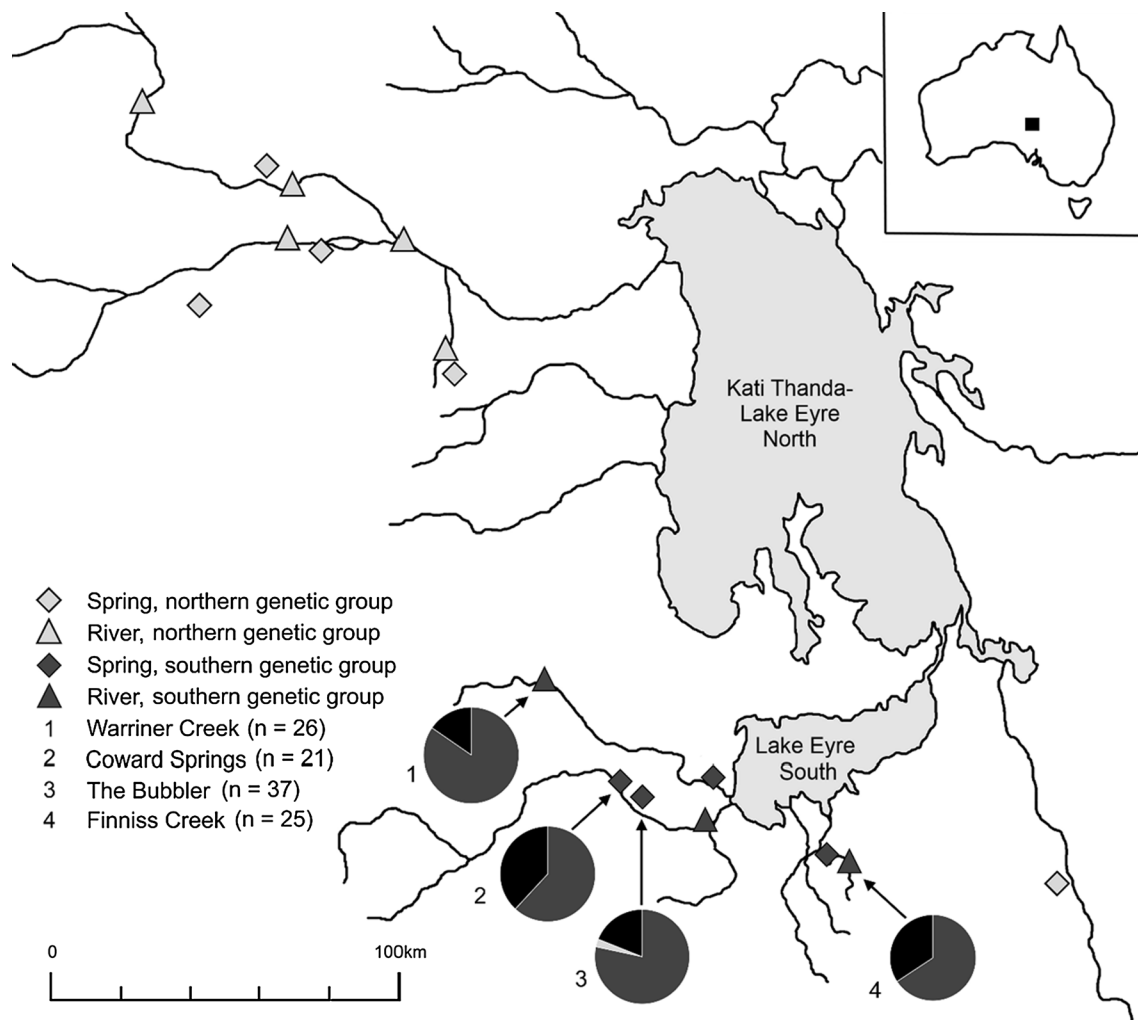 Kati Thanda-
Lake Eyre
North
Spring, northern genetic group
River, northern genetic group
Spring, southern genetic group
River, southern genetic group
1 Warriner Creek (n = 26)
2 Coward Springs (n = 21)
3 The Bubbler (n = 37)
4 Finniss Creek (n = 25)
Lake Eyre
South
1
2
3
4
0 100km